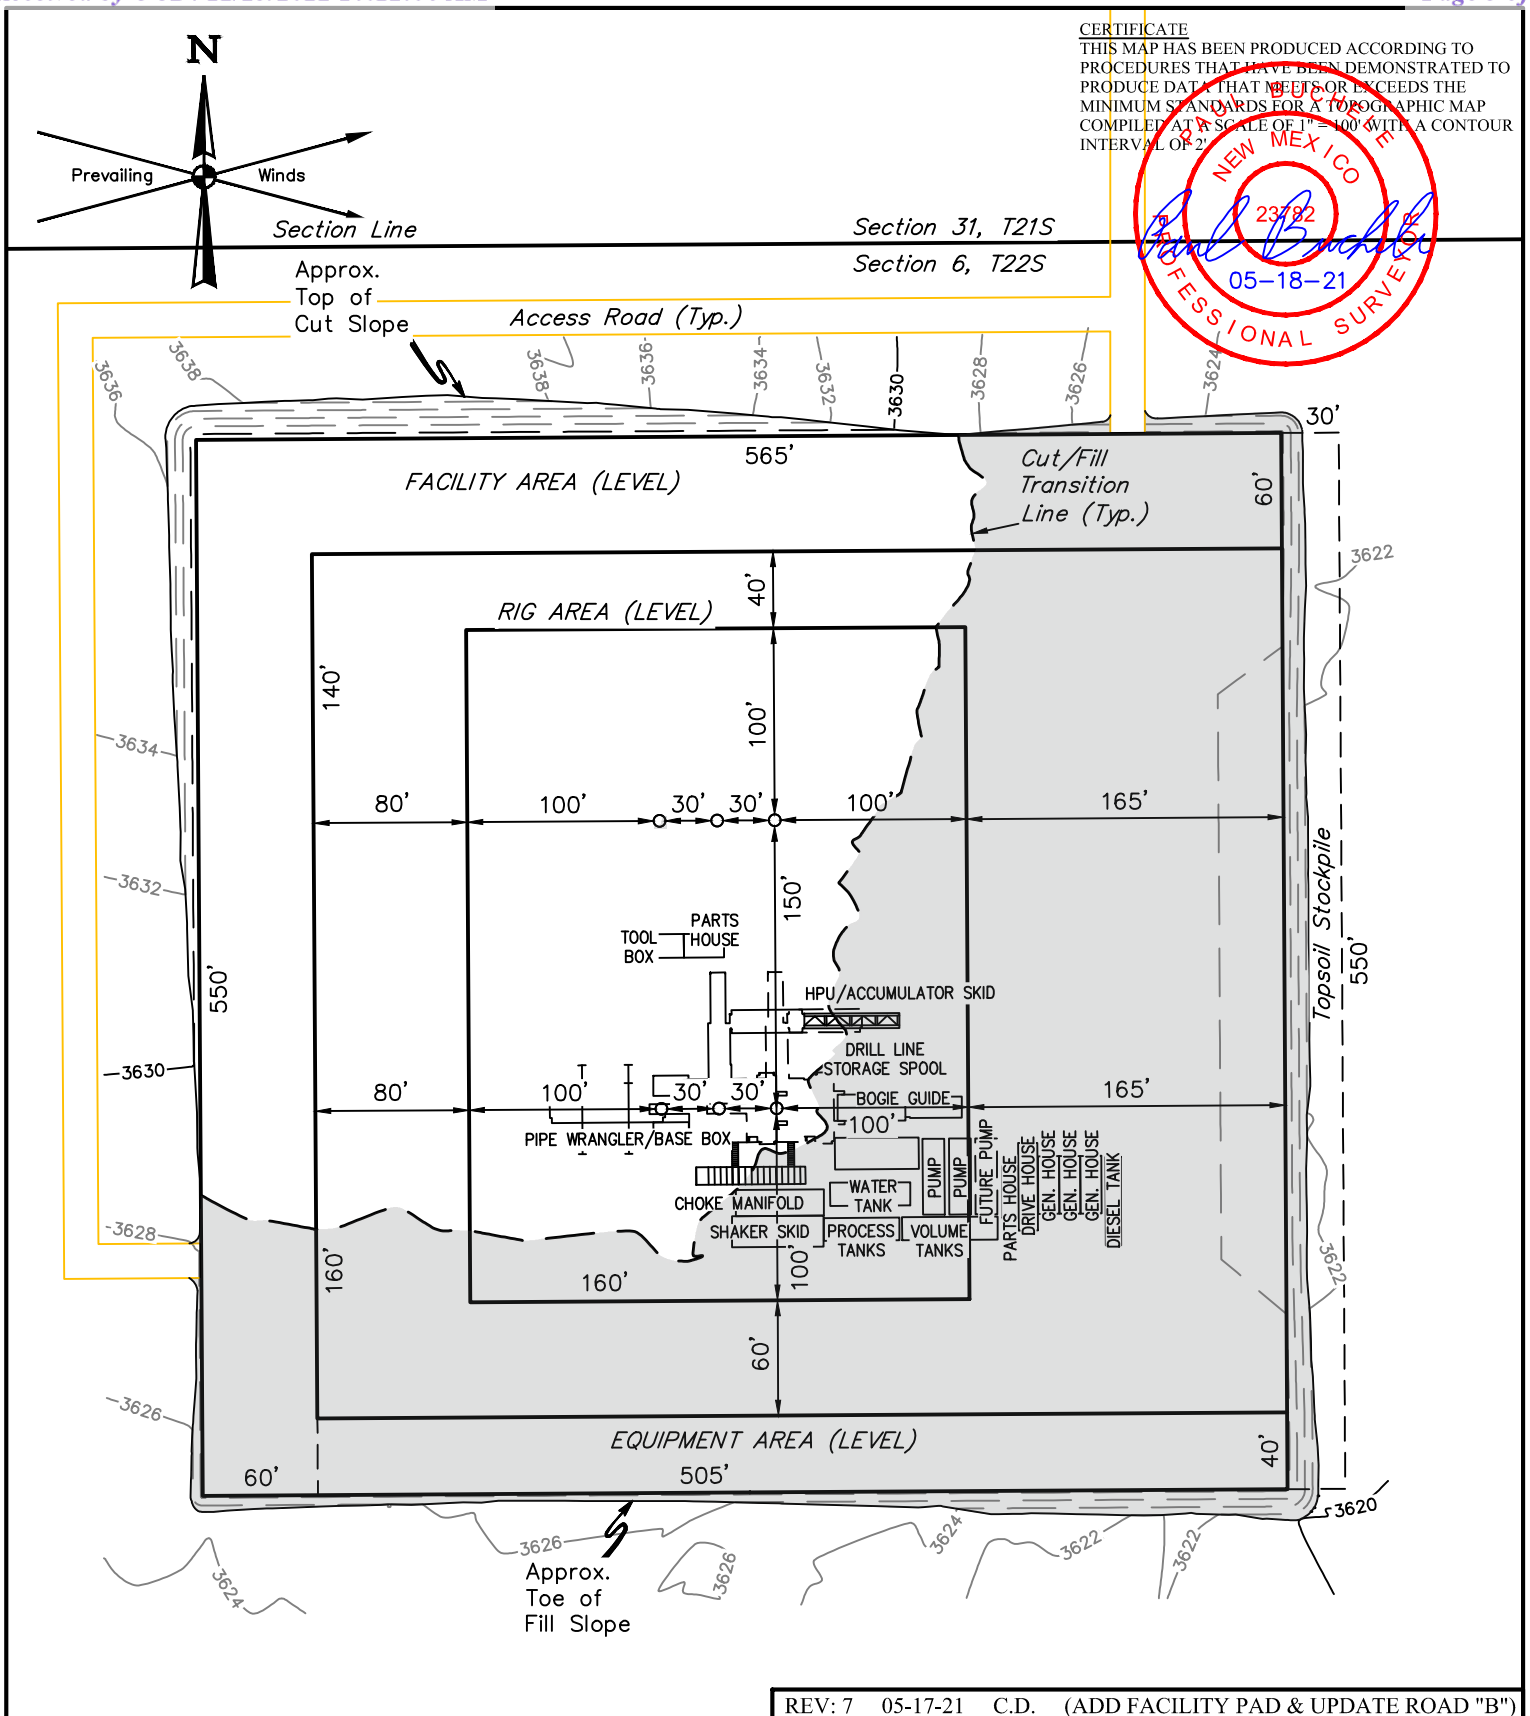 N
Prevailing Winds
CERTIFICATE
THIS MAP HAS BEEN PRODUCED ACCORDING TO
PROCEDURES THAT HAVE BEEN DEMONSTRATED TO
PRODUCE DATA THAT MEETS OR EXCEEDS THE
MINIMUM STANDARDS FOR A TOPOGRAPHIC MAP
COMPILED AT A SCALE OF 1" = 100' WITH A CONTOUR
INTERVAL OF 2'.
PAUL BUCHELE
NEW MEXICO
23782
PROFESSIONAL SURVEYOR
Paul Buchele
05-18-21
Section Line
Section 31, T21S
Section 6, T22S
Approx.
Top of
Cut Slope
Access Road (Typ.)
3636
3638
3638
3636
3634
3632
3630
3628
3626
3624
30'
565'
FACILITY AREA (LEVEL)
Cut/Fill
Transition
Line (Typ.)
60'
3622
40'
RIG AREA (LEVEL)
140'
100'
3634
80'
100'
30'
30'
100'
165'
3632
150'
Topsoil Stockpile
550'
550'
PARTS
HOUSE
TOOL
BOX
HPU/ACCUMULATOR SKID
DRILL LINE
STORAGE SPOOL
3630
80'
100'
30'
30'
165'
BOGIE GUIDE
100'
PIPE WRANGLER/BASE BOX
PUMP
PUMP
FUTURE PUMP
PARTS HOUSE
DRIVE HOUSE
GEN. HOUSE
GEN. HOUSE
GEN. HOUSE
DIESEL TANK
WATER
TANK
CHOKE MANIFOLD
SHAKER SKID
PROCESS
TANKS
VOLUME
TANKS
3628
160'
160'
100'
3622
60'
3626
EQUIPMENT AREA (LEVEL)
40'
60'
505'
3620
3626
3624
3622
3622
3624
3626
Approx.
Toe of
Fill Slope
REV: 7 05-17-21 C.D. (ADD FACILITY PAD & UPDATE ROAD "B")